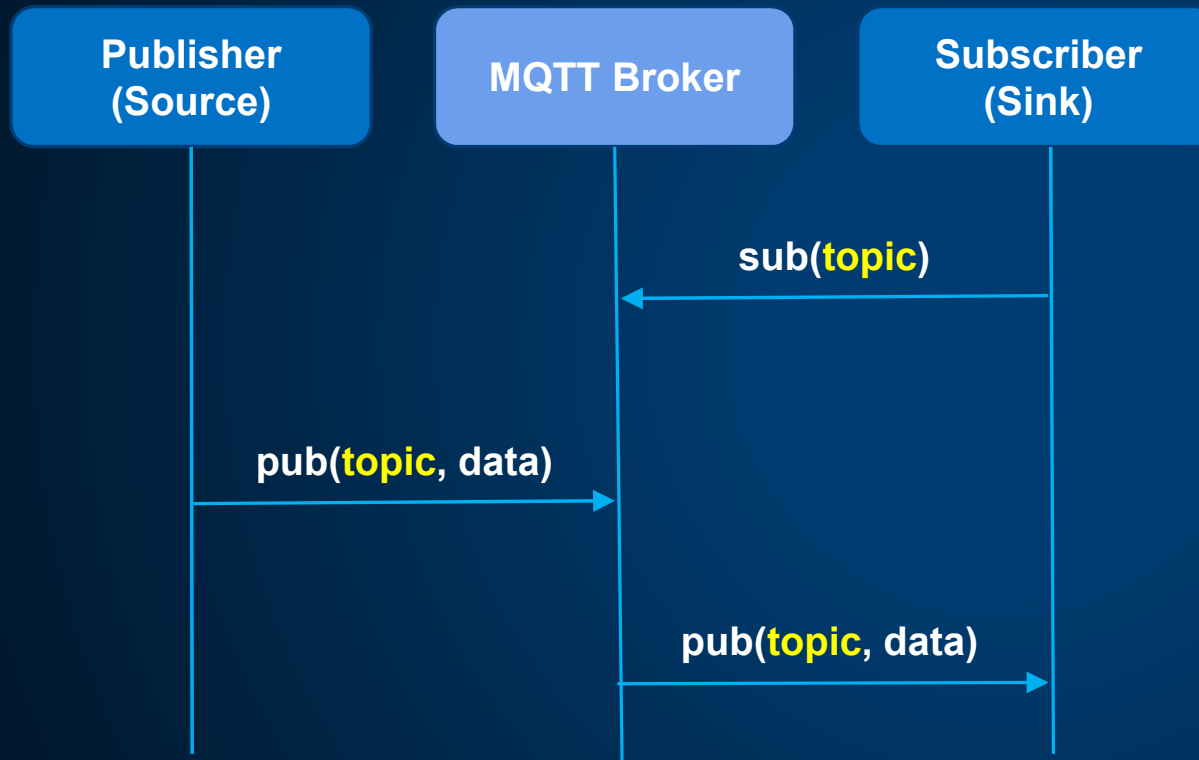 Publisher
(Source)
MQTT Broker
Subscriber
(Sink)
sub(topic)
pub(topic, data)
pub(topic, data)